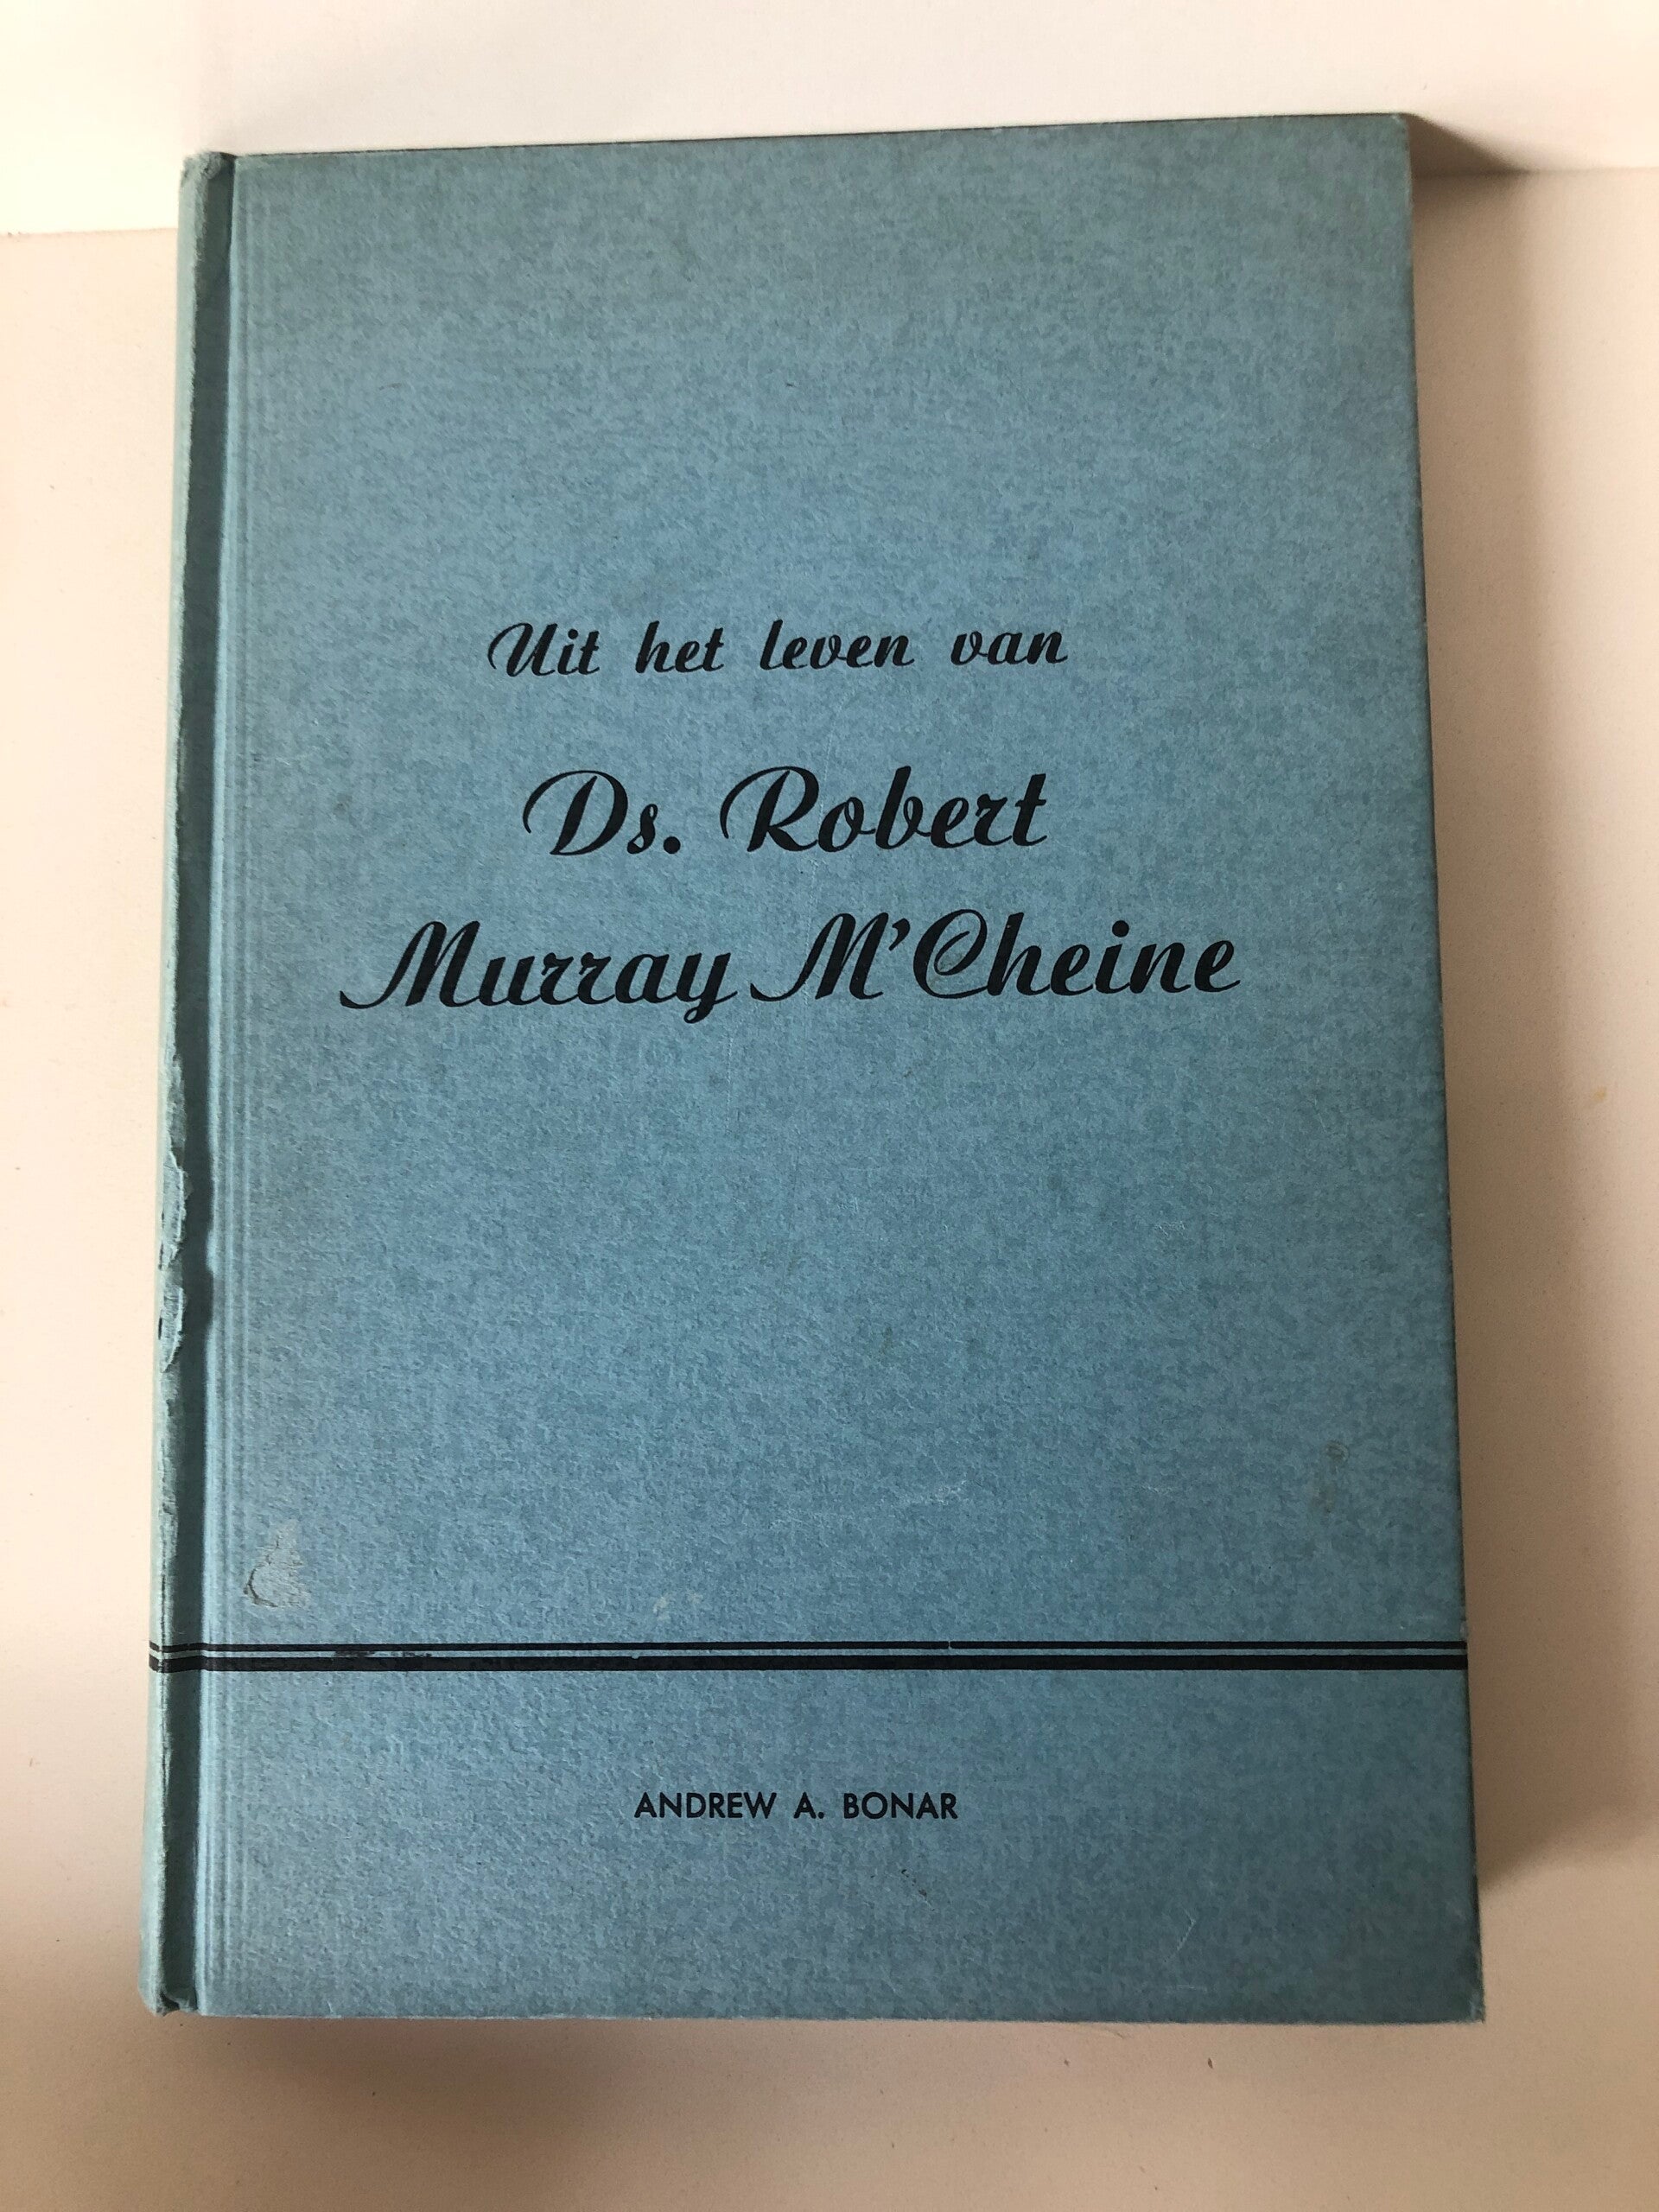 Uit het leven van
Ds. Robert
Murray M'Cheine
ANDREW A. BONAR